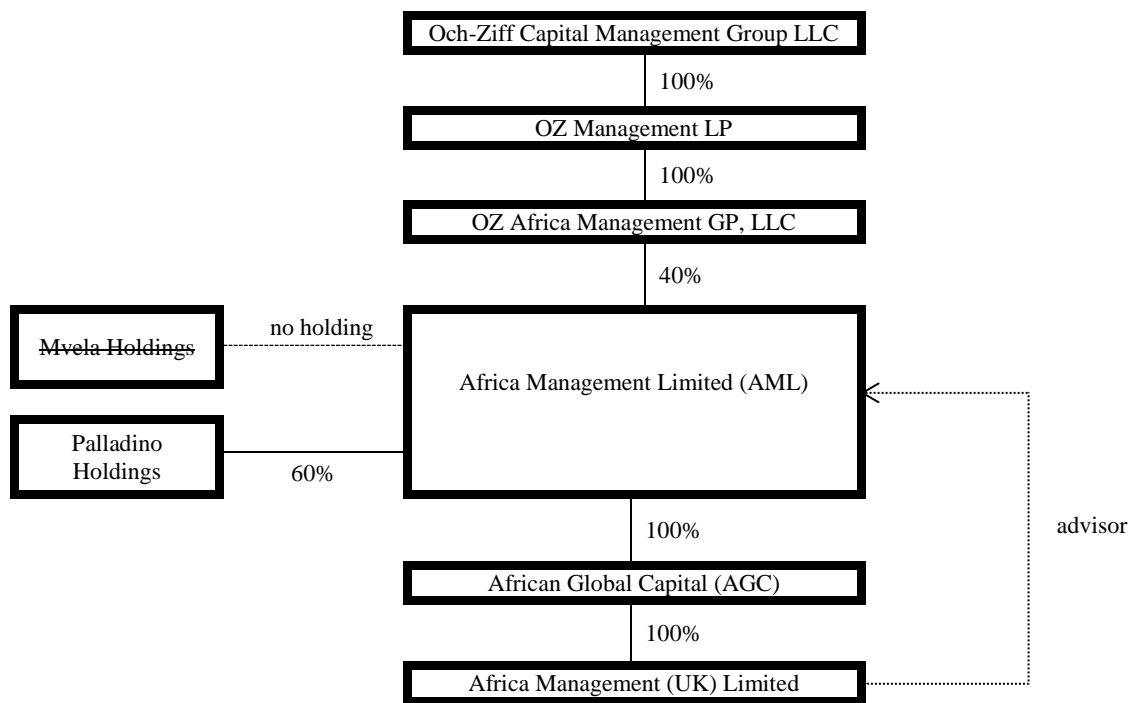 Och-Ziff Capital Management Group LLC
100%
OZ Management LP
100%
OZ Africa Management GP, LLC
40%
Mvela Holdings
no holding
Africa Management Limited (AML)
Palladino
Holdings
60%
100%
advisor
African Global Capital (AGC)
100%
Africa Management (UK) Limited